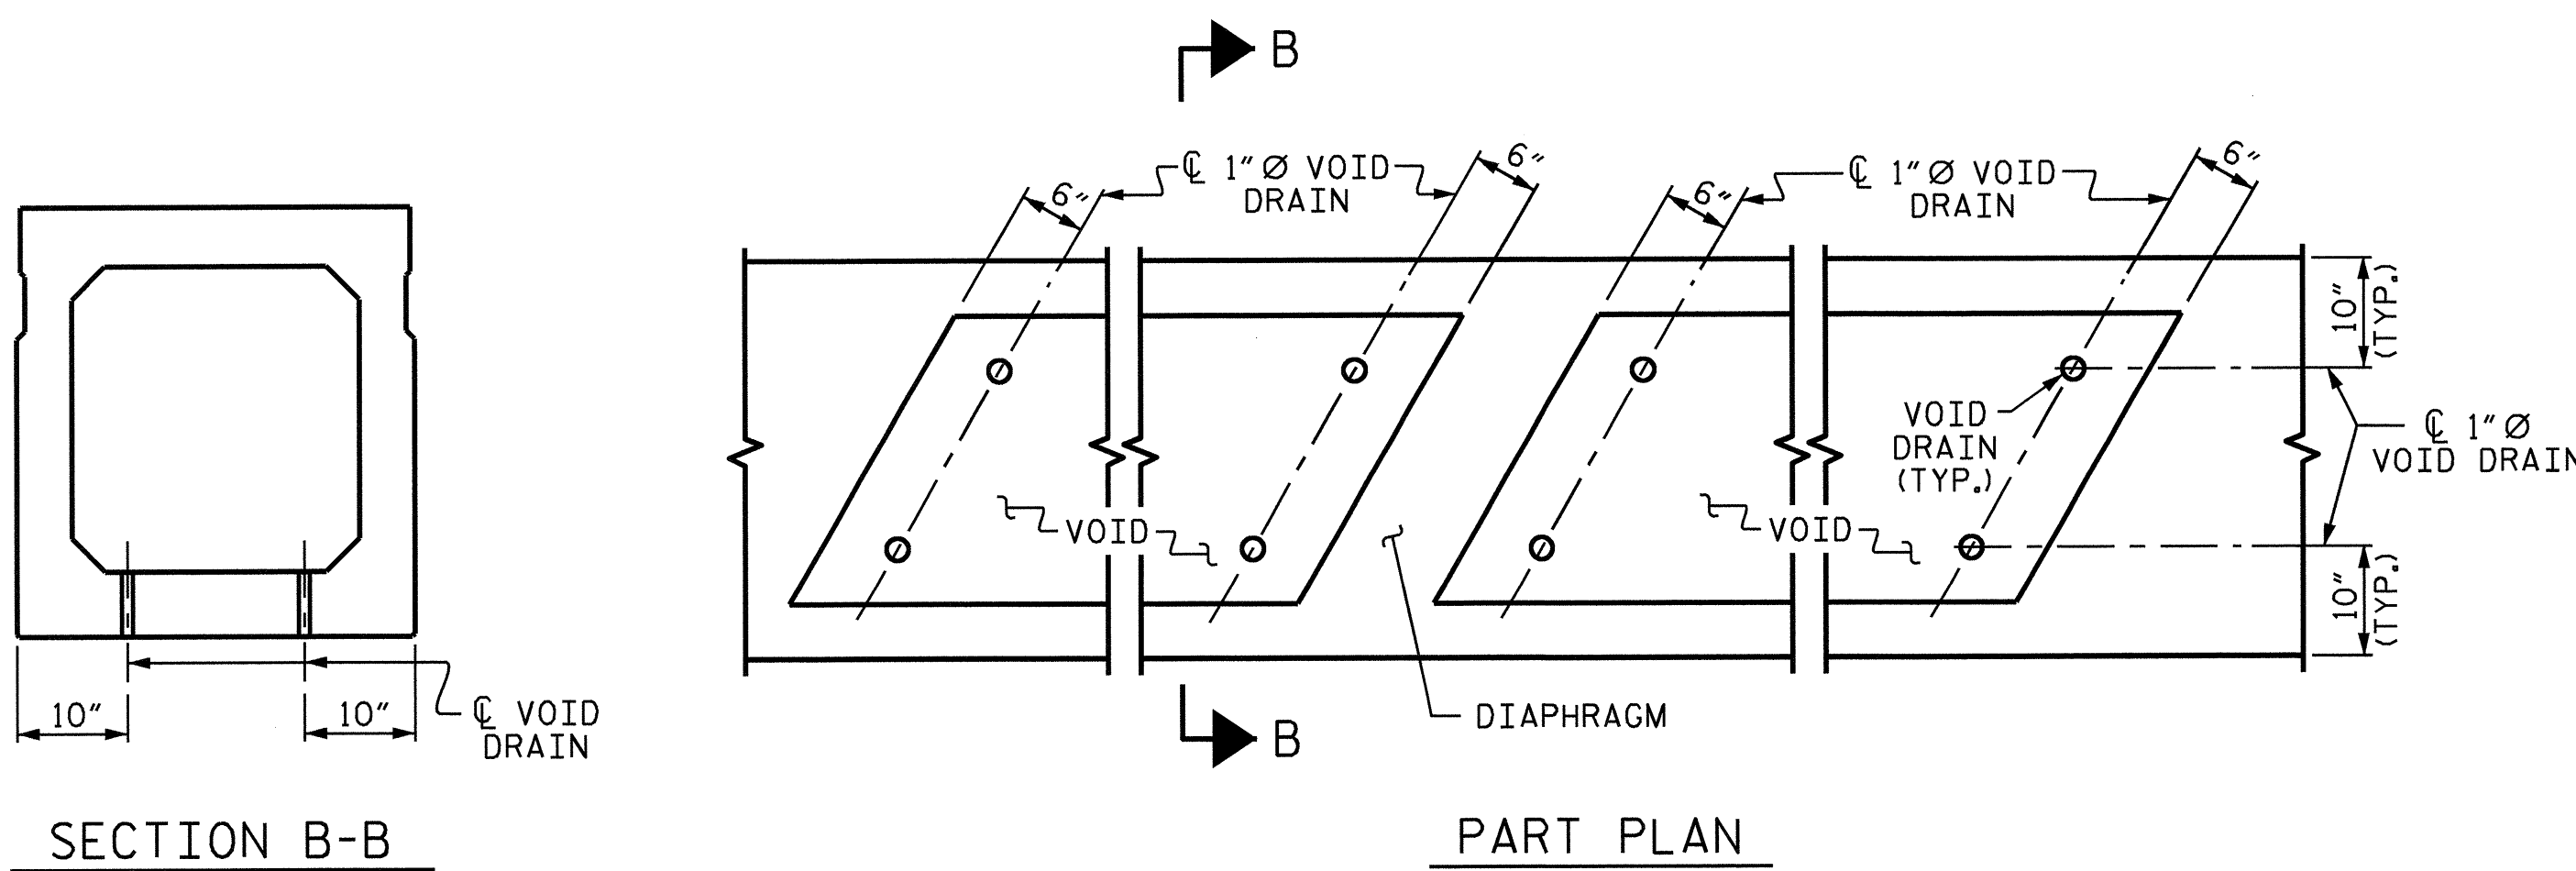 B
℄ 1"Ø VOID
DRAIN
℄ 1"Ø VOID
DRAIN
6"
6"
6"
6"
10"
(TYP.)
VOID
DRAIN
(TYP.)
℄ 1"Ø
VOID DRAIN
VOID
VOID
10"
(TYP.)
10"
10"
℄ VOID
DRAIN
DIAPHRAGM
B
SECTION B-B
PART PLAN